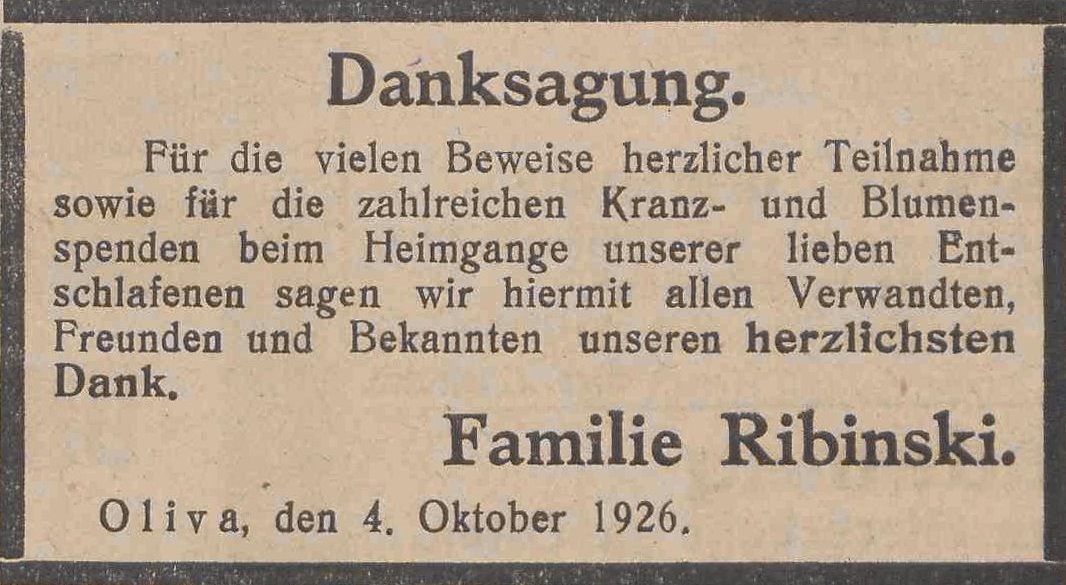 Danksagung.
Für die vielen Beweise herzlicher Teilnahme
sowie für die zahlreichen Kranz- und Blumen-
spenden beim Heimgange unserer lieben Ent-
schlafenen sagen wir hiermit allen Verwandten,
Freunden und Bekannten unseren herzlichsten
Dank.
Familie Ribinski.
Oliva, den 4. Oktober 1926.